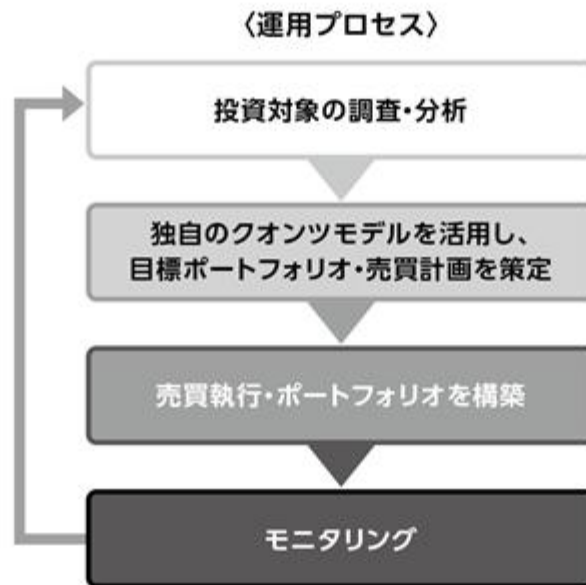 〈運用プロセス〉
投資対象の調査・分析
独自のクオンツモデルを活用し、
目標ポートフォリオ・売買計画を策定
売買執行・ポートフォリオを構築
モニタリング